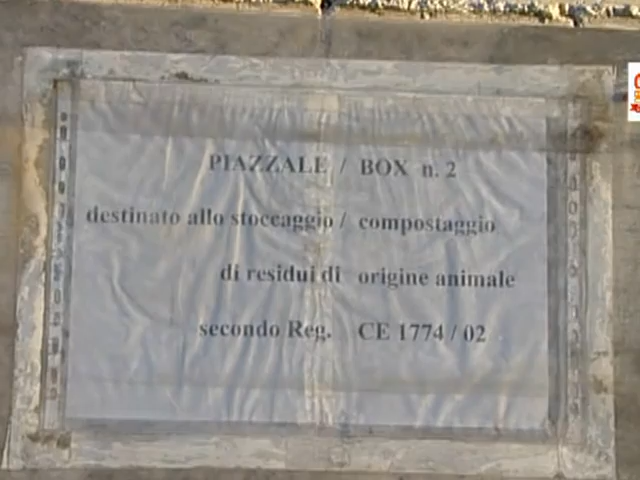 PIAZZALE / BOX n. 2
destinato allo stoccaggio / compostaggio
di residui di origine animale
secondo Reg. CE 1774 / 02